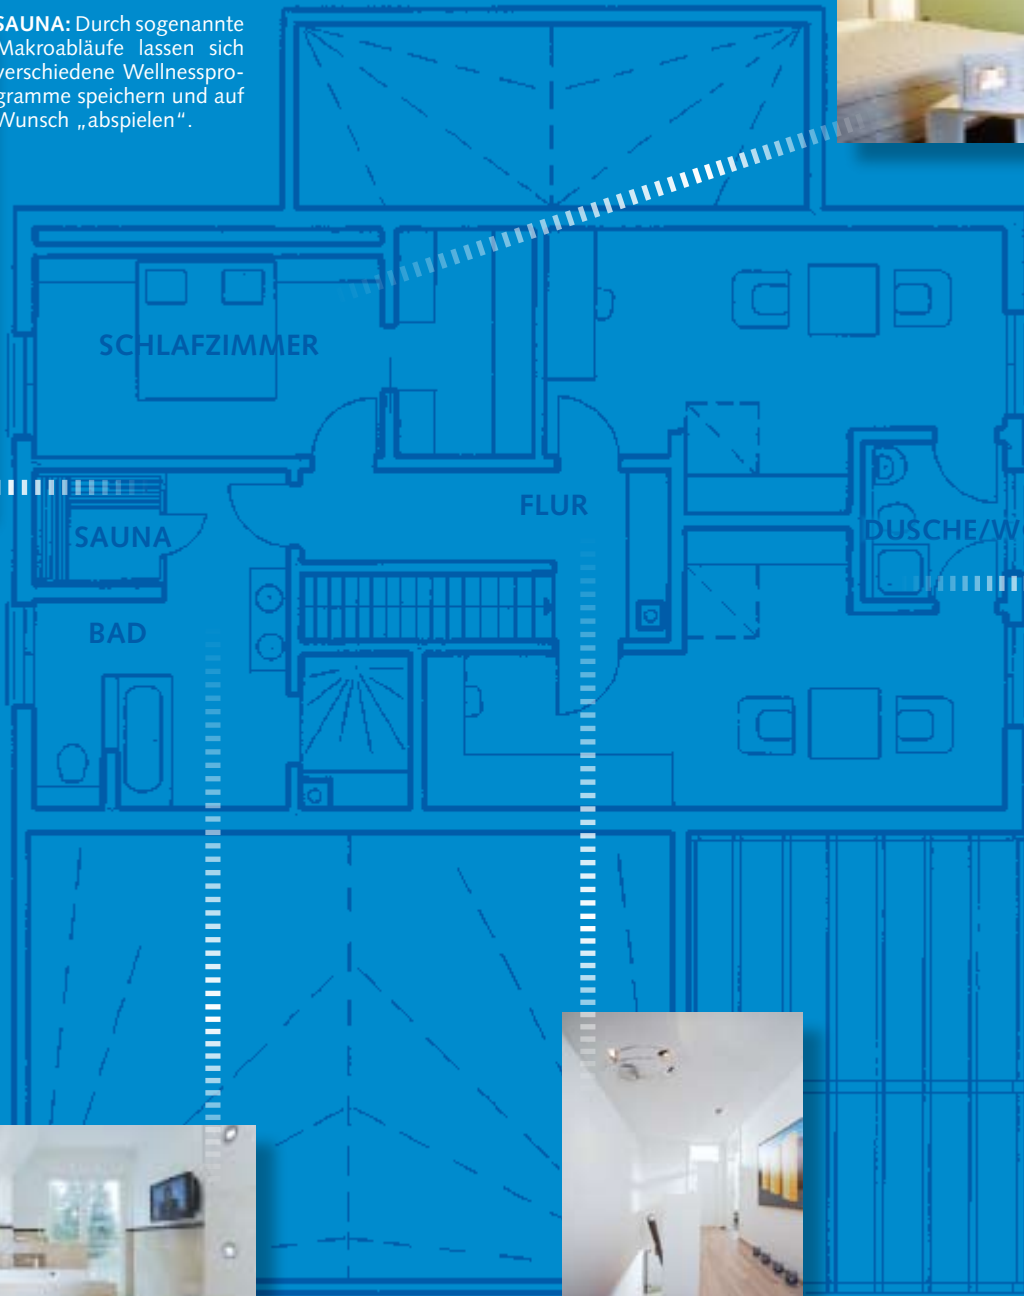 SAUNA: Durch sogenannte
Makroabläufe lassen sich
verschiedene Wellnesspro-
gramme speichern und auf
Wunsch „abspielen“.
SCHLAFZIMMER
FLUR
SAUNA
DUSCHE/W
BAD